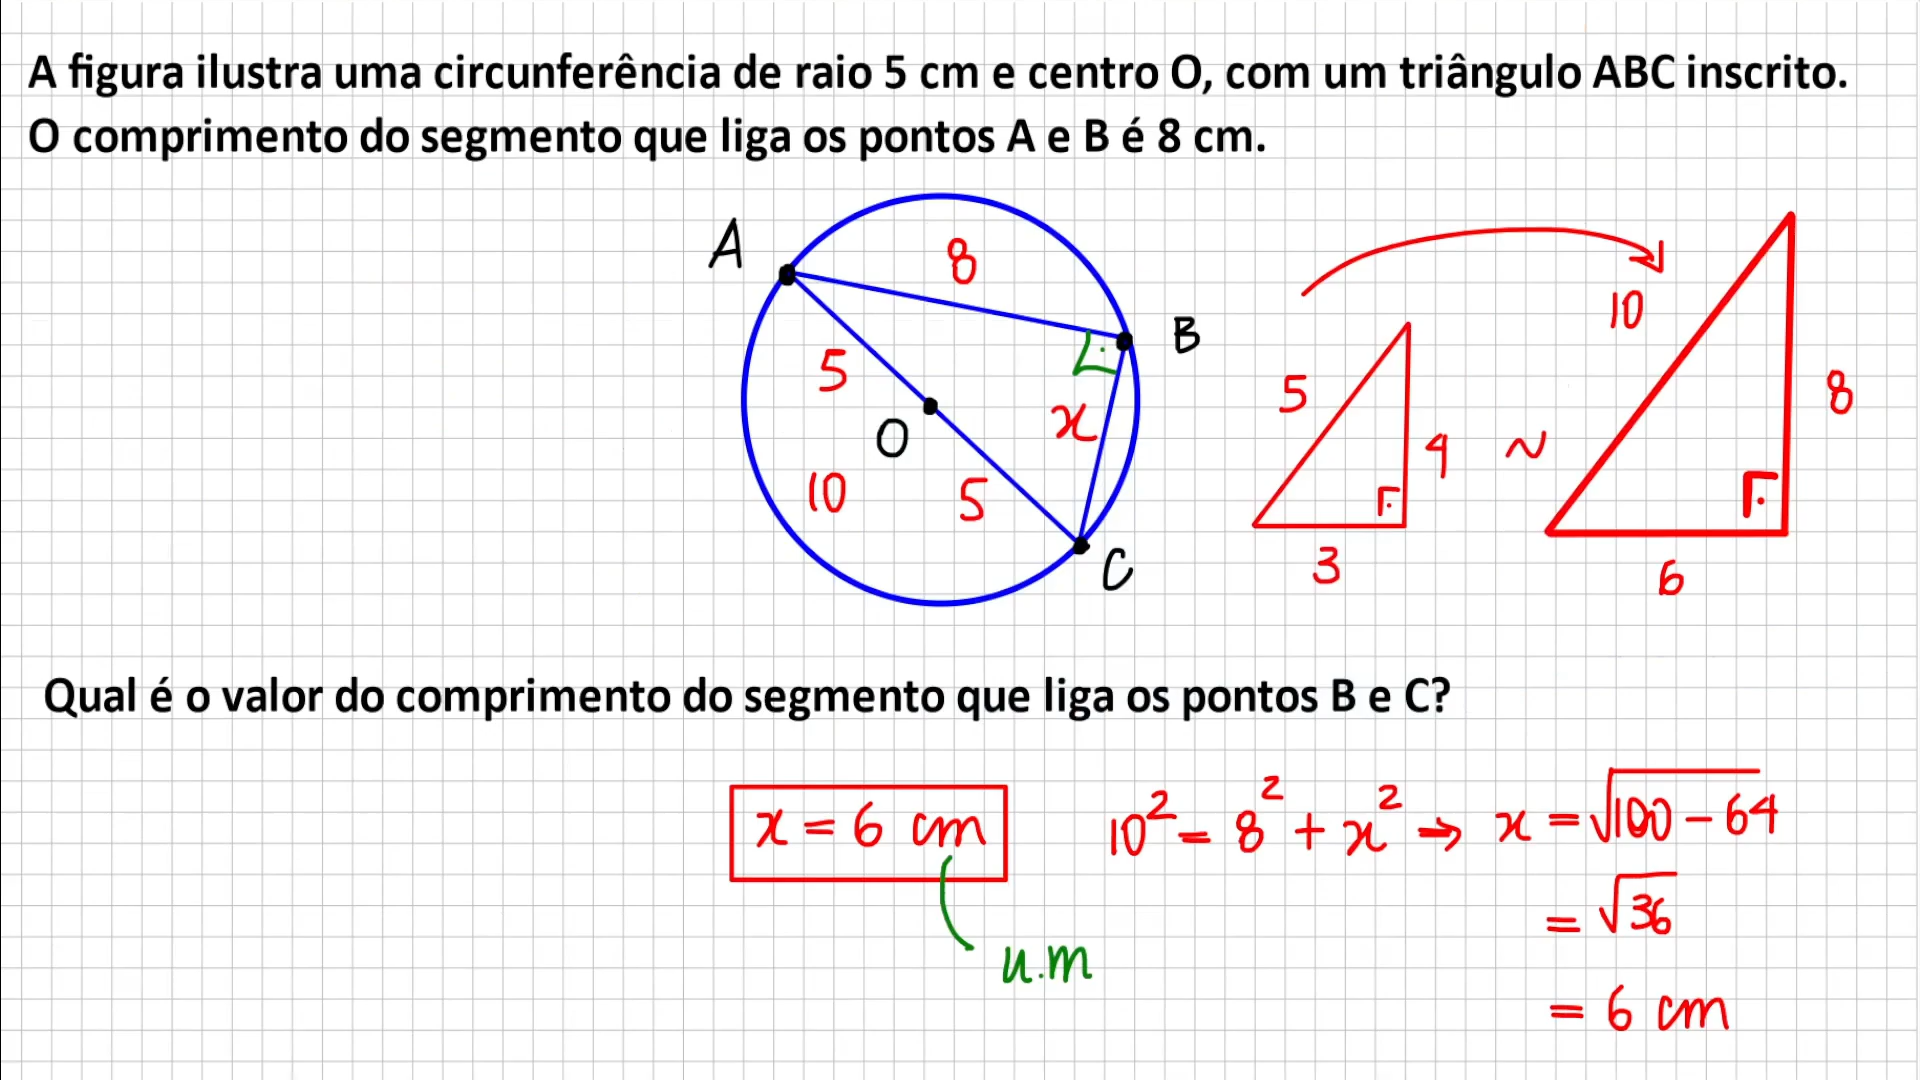 A figura ilustra uma circunferência de raio 5 cm e centro O, com um triângulo ABC inscrito.
O comprimento do segmento que liga os pontos A e B é 8 cm.
A
8
B
5
O
x
10
5
C
5
4
3
~
10
8
6
Qual é o valor do comprimento do segmento que liga os pontos B e C?
x = 6 cm
10² = 8² + x² → x = √100 – 64
= √36
u.m
= 6 cm